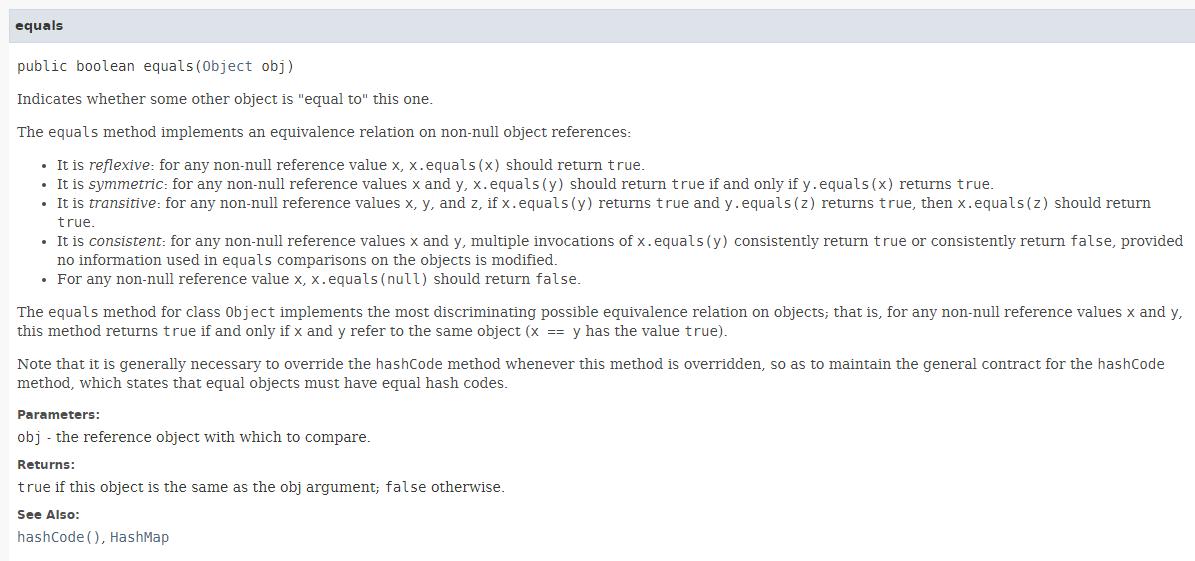 equals
public boolean equals(Object obj)
Indicates whether some other object is "equal to" this one.
The equals method implements an equivalence relation on non-null object references:
• It is reflexive: for any non-null reference value x, x.equals(x) should return true.
• It is symmetric: for any non-null reference values x and y, x.equals(y) should return true if and only if y.equals(x) returns true.
• It is transitive: for any non-null reference values x, y, and z, if x.equals(y) returns true and y.equals(z) returns true, then x.equals(z) should return
true.
• It is consistent: for any non-null reference values x and y, multiple invocations of x.equals(y) consistently return true or consistently return false, provided
no information used in equals comparisons on the objects is modified.
• For any non-null reference value x, x.equals(null) should return false.
The equals method for class Object implements the most discriminating possible equivalence relation on objects; that is, for any non-null reference values x and y,
this method returns true if and only if x and y refer to the same object (x == y has the value true).
Note that it is generally necessary to override the hashCode method whenever this method is overridden, so as to maintain the general contract for the hashCode
method, which states that equal objects must have equal hash codes.
Parameters:
obj - the reference object with which to compare.
Returns:
true if this object is the same as the obj argument; false otherwise.
See Also:
hashCode(), HashMap